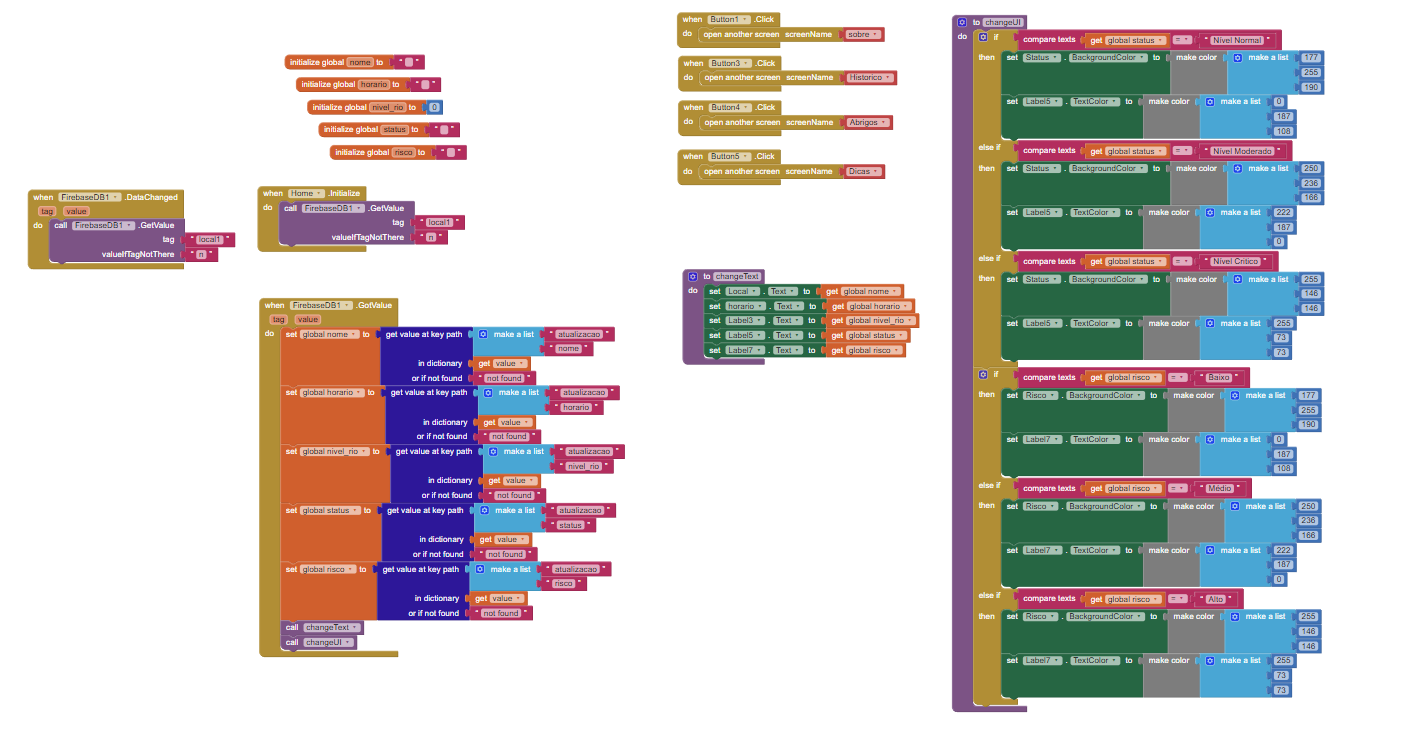 initialize global nome to " "
initialize global horario to " "
initialize global nivel_rio to 0
initialize global status to " "
initialize global risco to " "
when FirebaseDB1 .DataChanged
tag value
do call FirebaseDB1 .GetValue
tag " local1 "
valueIfTagNotThere " n "
when Home .Initialize
do call FirebaseDB1 .GetValue
tag " local1 "
valueIfTagNotThere " n "
when FirebaseDB1 .GotValue
tag value
do set global nome to get value at key path make a list " atualizacao "
" nome "
in dictionary get value
or if not found " not found "
set global horario to get value at key path make a list " atualizacao "
" horario "
in dictionary get value
or if not found " not found "
set global nivel_rio to get value at key path make a list " atualizacao "
" nivel_rio "
in dictionary get value
or if not found " not found "
set global status to get value at key path make a list " atualizacao "
" status "
in dictionary get value
or if not found " not found "
set global risco to get value at key path make a list " atualizacao "
" risco "
in dictionary get value
or if not found " not found "
call changeText
call changeUI
when Button1 .Click
do open another screen screenName sobre
when Button3 .Click
do open another screen screenName Historico
when Button4 .Click
do open another screen screenName Abrigos
when Button5 .Click
do open another screen screenName Dicas
to changeText
do set Local . Text to get global nome
set horario . Text to get global horario
set Label3 . Text to get global nivel_rio
set Label5 . Text to get global status
set Label7 . Text to get global risco
to changeUI
do if compare texts get global status = " Nível Normal "
then set Status . BackgroundColor to make color make a list 177
255
190
set Label5 . TextColor to make color make a list 0
187
108
else if compare texts get global status = " Nível Moderado "
then set Status . BackgroundColor to make color make a list 250
236
166
set Label5 . TextColor to make color make a list 222
187
0
else if compare texts get global status = " Nível Crítico "
then set Status . BackgroundColor to make color make a list 255
146
146
set Label5 . TextColor to make color make a list 255
73
73
if compare texts get global risco = " Baixo "
then set Risco . BackgroundColor to make color make a list 177
255
190
set Label7 . TextColor to make color make a list 0
187
108
else if compare texts get global risco = " Médio "
then set Risco . BackgroundColor to make color make a list 250
236
166
set Label7 . TextColor to make color make a list 222
187
0
else if compare texts get global risco = " Alto "
then set Risco . BackgroundColor to make color make a list 255
146
146
set Label7 . TextColor to make color make a list 255
73
73